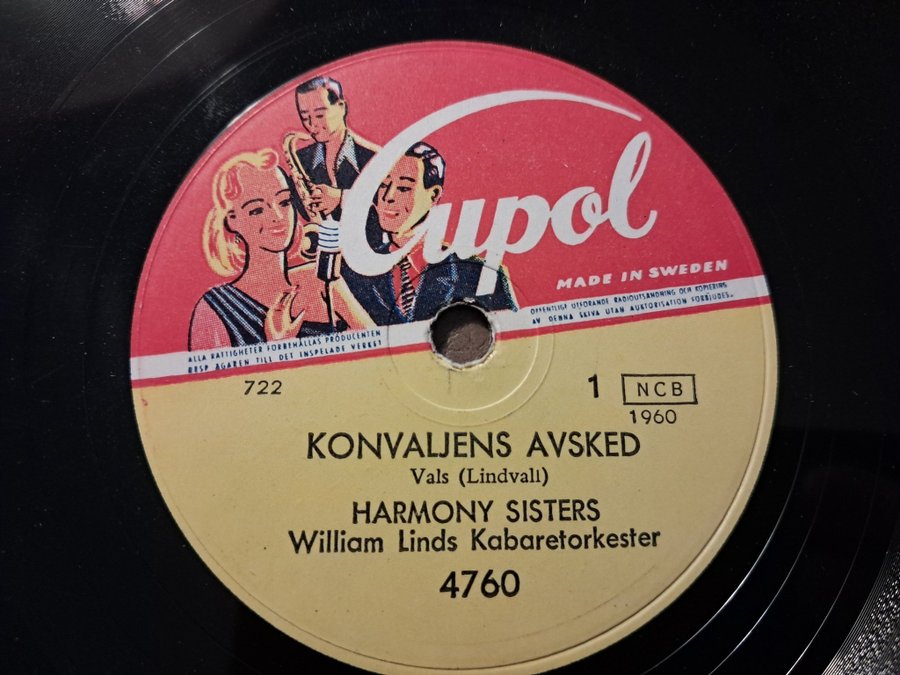 Cupol
MADE IN SWEDEN
ALLA RÄTTIGHETER FÖRBEHÅLLAS PRODUCENTEN
RESP ÄGAREN TILL DET INSPELADE VERKET
OFFENTLIGT UTFÖRANDE RADIOUTSÄNDNING OCH KOPIERING
AV DENNA SKIVA UTAN AUKTORISATION FÖRBJUDES.
722
1 NCB
1960
KONVALJENS AVSKED
Vals (Lindvall)
HARMONY SISTERS
William Linds Kabaretorkester
4760